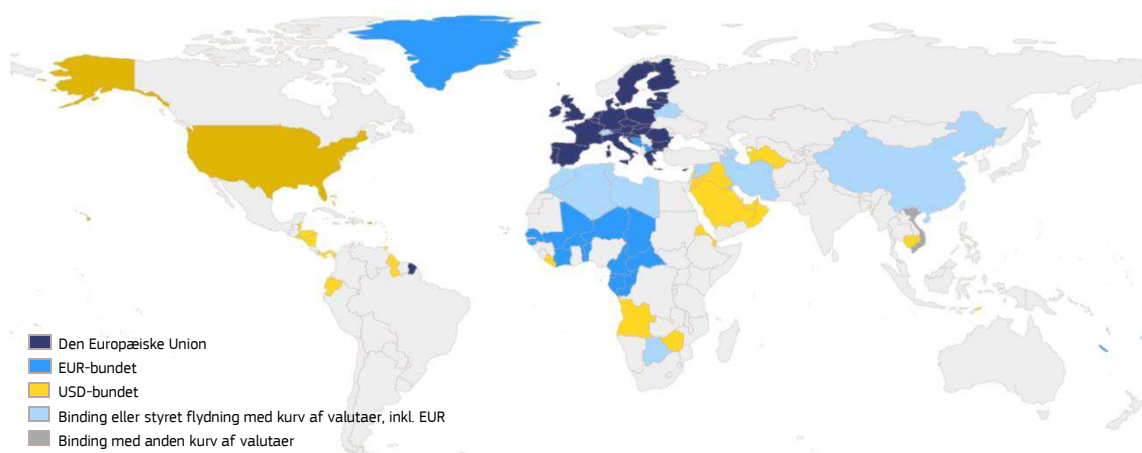 Den Europæiske Union
EUR-bundet
USD-bundet
Binding eller styret flydning med kurv af valutaer, inkl. EUR
Binding med anden kurv af valutaer